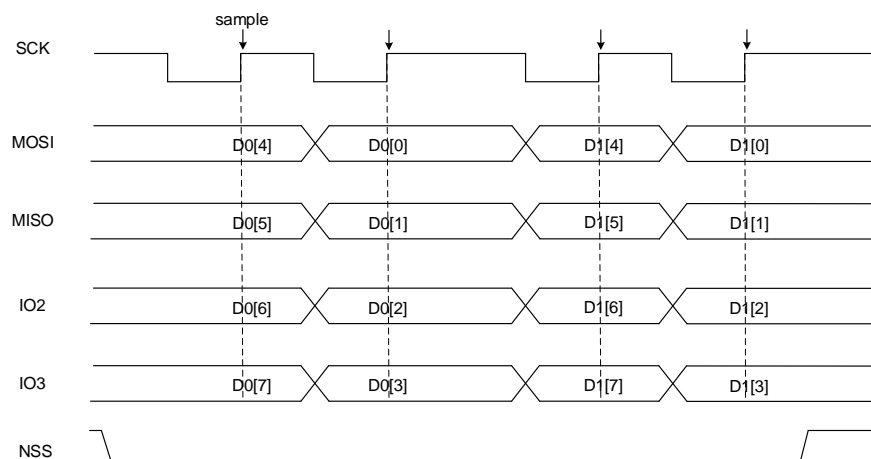 sample
SCK
MOSI D0[4] D0[0] D1[4] D1[0]
MISO D0[5] D0[1] D1[5] D1[1]
IO2 D0[6] D0[2] D1[6] D1[2]
IO3 D0[7] D0[3] D1[7] D1[3]
NSS